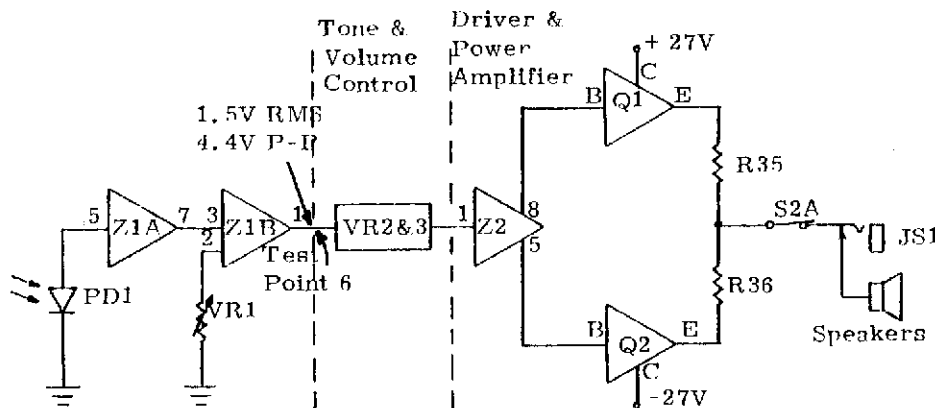 Tone &
Volume
Control
Driver &
Power
Amplifier
1.5V RMS
4.4V P-P
+ 27V
C
B
Q1
E
R35
5
Z1A
7
3
2
Z1B
1
VR2&3
1
Z2
8
5
S2A
JS1
Test
Point 6
PD1
VR1
R36
Speakers
B
Q2
E
C
-27V